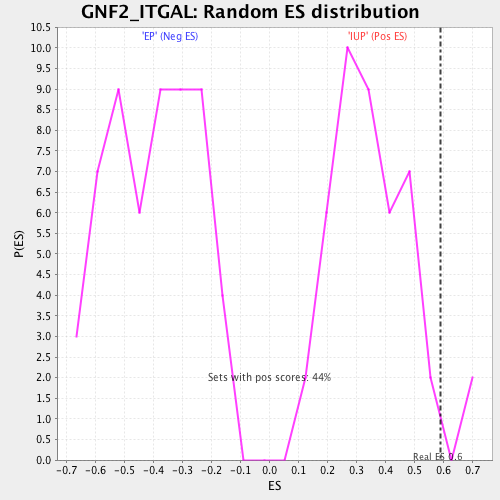 GNF2_ITGAL: Random ES distribution
'EP' (Neg ES)
'IUP' (Pos ES)
10.5
10.0
9.5
9.0
8.5
8.0
7.5
7.0
6.5
6.0
5.5
5.0
4.5
4.0
3.5
3.0
2.5
2.0
1.5
1.0
0.5
0.0
P(ES)
Sets with pos scores: 44%
Real ES 0.6
-0.7 -0.6 -0.5 -0.4 -0.3 -0.2 -0.1 0.0 0.1 0.2 0.3 0.4 0.5 0.6 0.7
ES